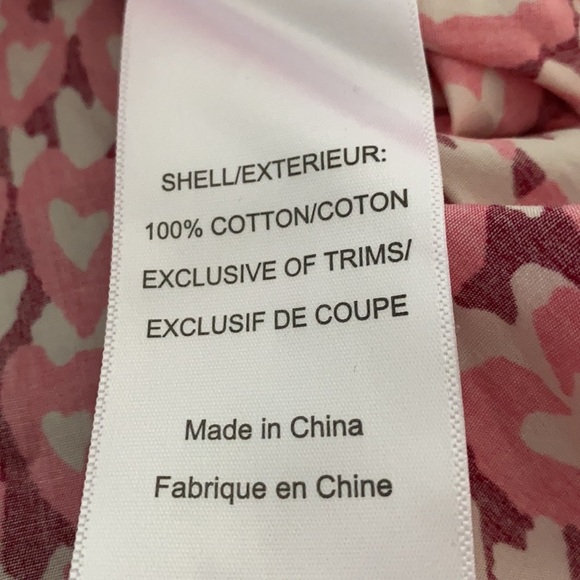 SHELL/EXTERIEUR:
100% COTTON/COTON
EXCLUSIVE OF TRIMS/
EXCLUSIF DE COUPE
Made in China
Fabrique en Chine